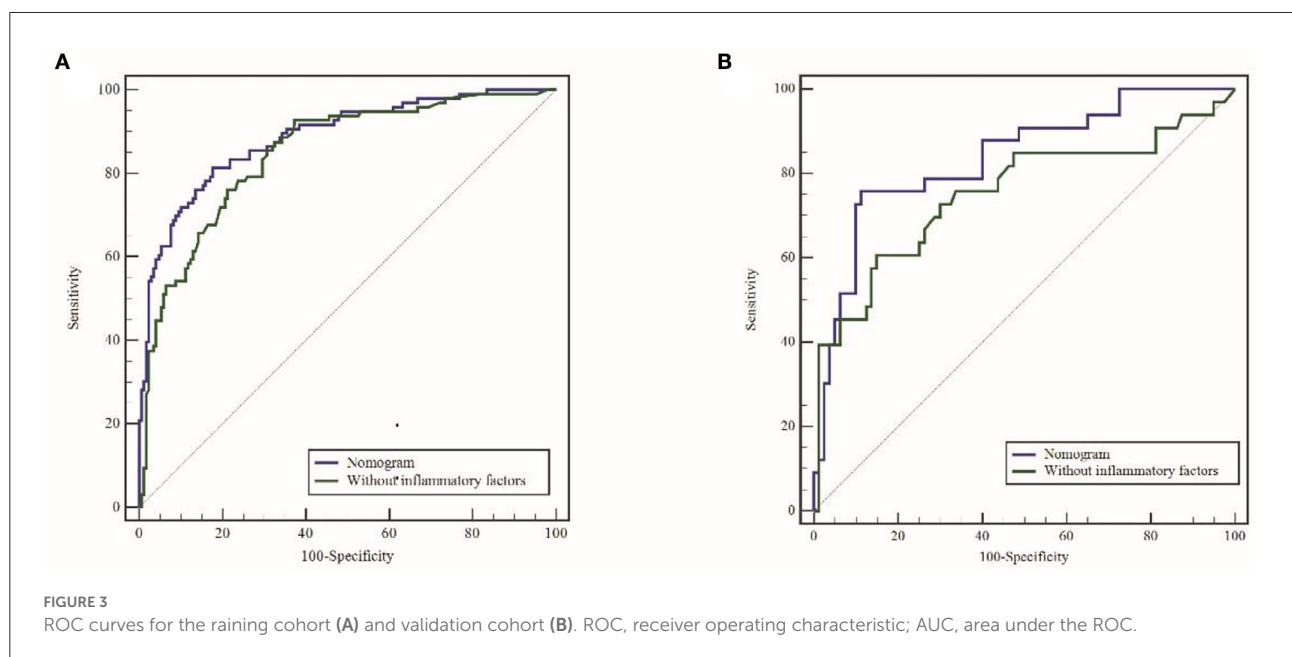 A
100
80
60
40
20
0
Sensitivity
0 20 40 60 80 100
100-Specificity
Nomogram
Without inflammatory factors
B
100
80
60
40
20
0
Sensitivity
0 20 40 60 80 100
100-Specificity
Nomogram
Without inflammatory factors
FIGURE 3
ROC curves for the raining cohort (A) and validation cohort (B). ROC, receiver operating characteristic; AUC, area under the ROC.